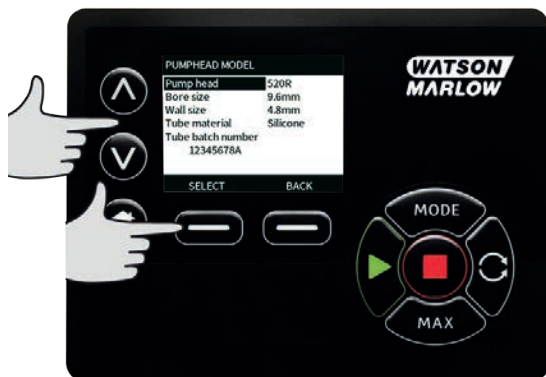 PUMPHEAD MODEL
Pump head 520R
Bore size 9.6mm
Wall size 4.8mm
Tube material Silicone
Tube batch number
12345678A
SELECT BACK
WATSON
MARLOW
MODE
MAX